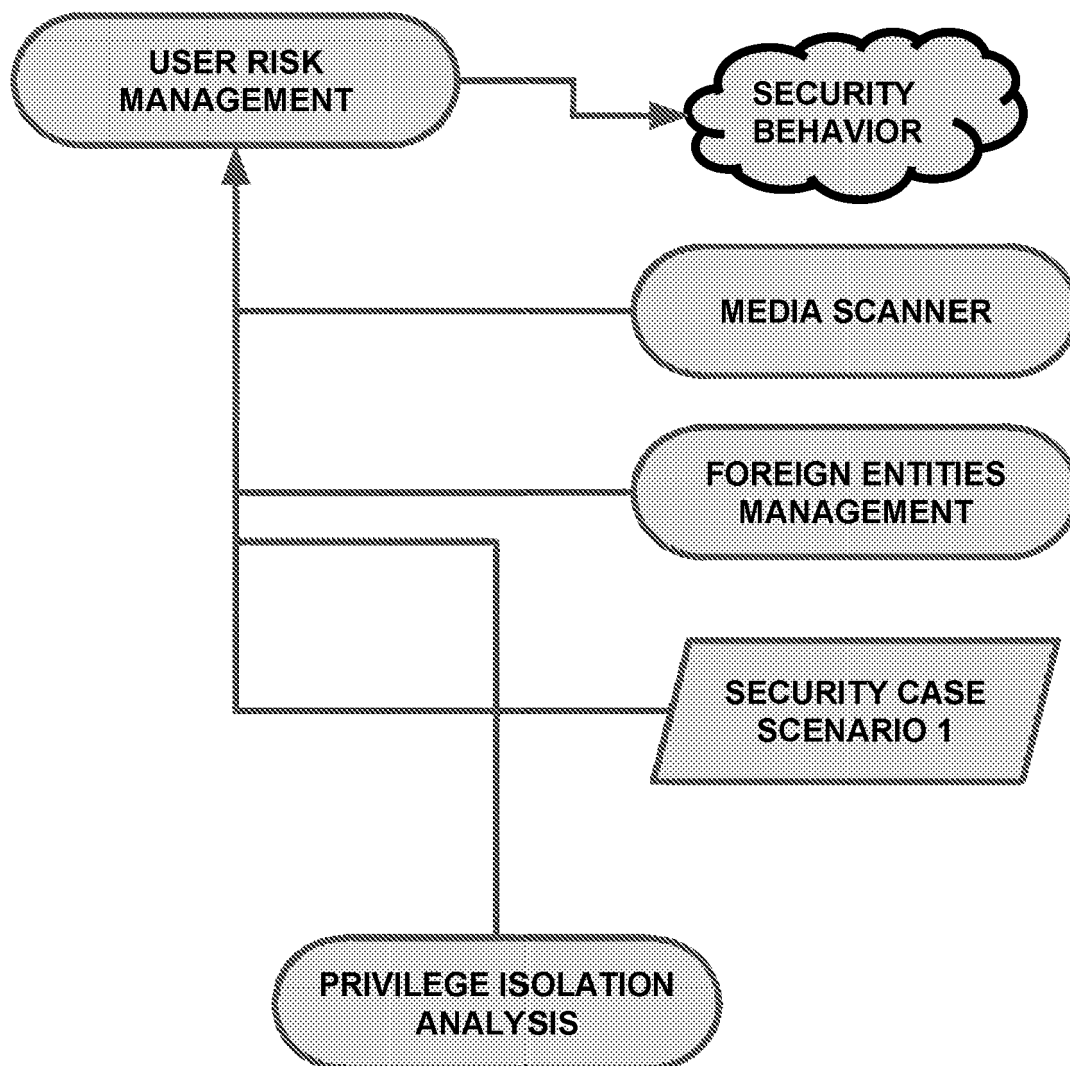 USER RISK
MANAGEMENT
SECURITY
BEHAVIOR
MEDIA SCANNER
FOREIGN ENTITIES
MANAGEMENT
SECURITY CASE
SCENARIO 1
PRIVILEGE ISOLATION
ANALYSIS